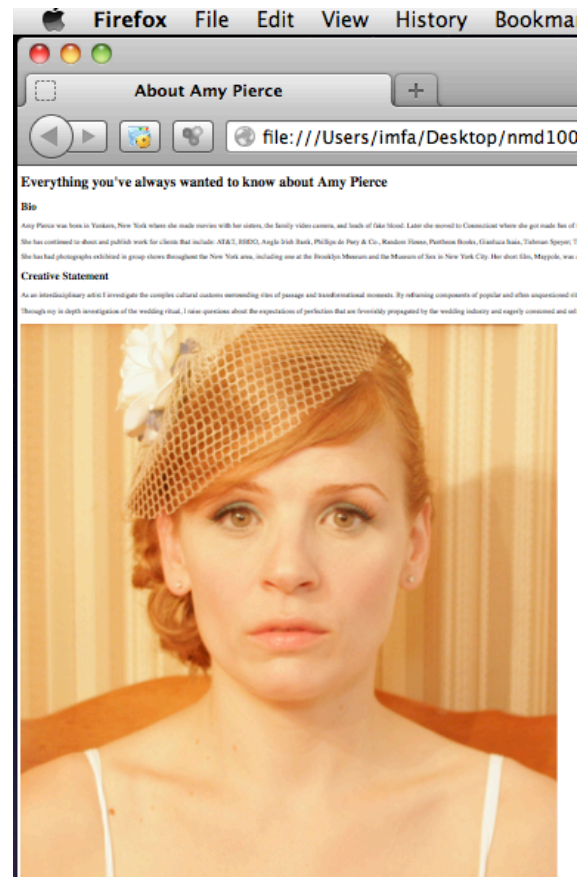 Firefox File Edit View History Bookma
About Amy Pierce
file:///Users/imfa/Desktop/nmd100
Everything you've always wanted to know about Amy Pierce
Bio
Amy Pierce was born in Yonkers, New York where she made movies with her sisters, the family video camera, and loads of fake blood. Later she moved to Connecticut where she got made fun of
She has continued to shoot and publish work for clients that include: AT&T, BBDO, Anglo Irish Bank, Phillips de Pury & Co., Random House, Pantheon Books, Gianluca Isaia, Tishman Speyer,
She has had photographs exhibited in group shows throughout the New York area, including one at the Brooklyn Museum and the Museum of Sex in New York City. Her short film, Maypole, was
Creative Statement
As an interdisciplinary artist I investigate the complex cultural customs surrounding rites of passage and transformational moments. By reframing components of popular and often unquestioned
Through my in depth investigation of the wedding ritual, I raise questions about the expectations of perfection that are feverishly propagated by the wedding industry and eagerly consumed and